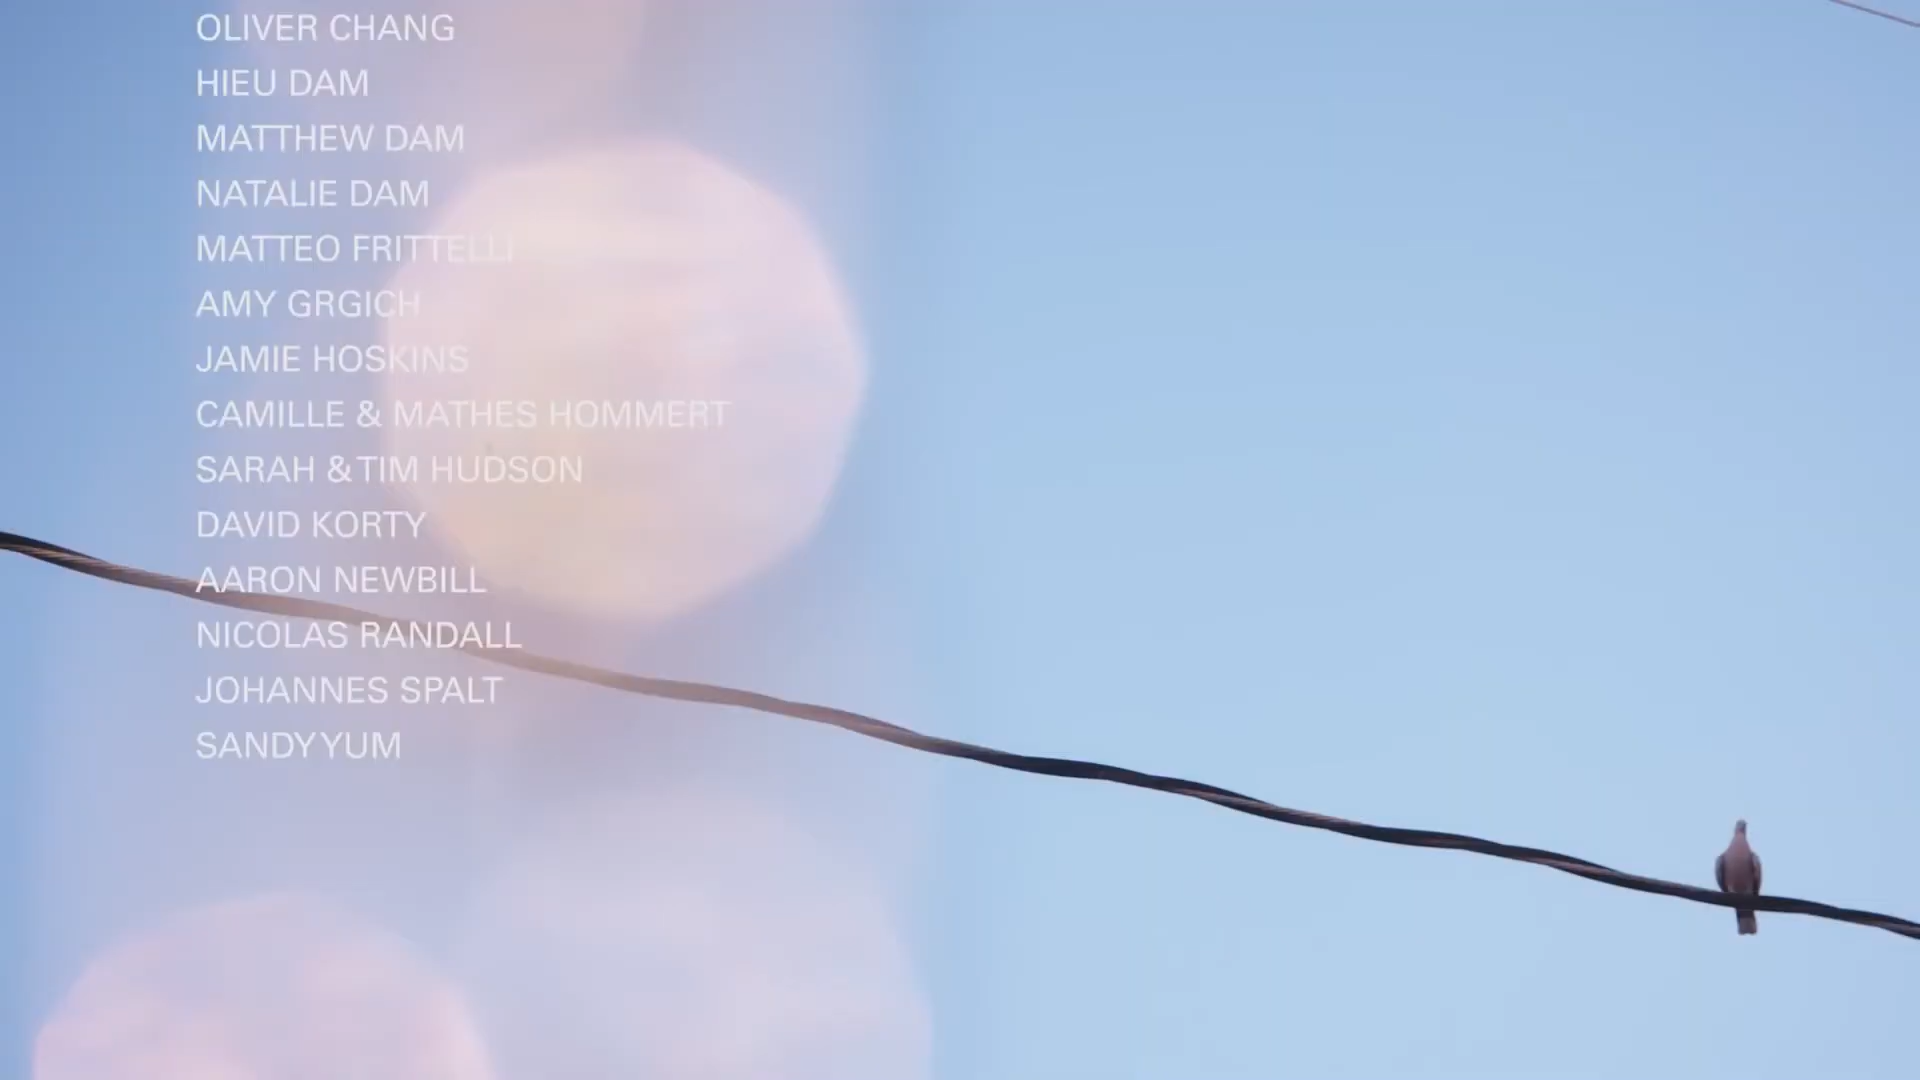 OLIVER CHANG
HIEU DAM
MATTHEW DAM
NATALIE DAM
MATTEO FRITTELLI
AMY GRGICH
JAMIE HOSKINS
CAMILLE & MATHES HOMMERT
SARAH & TIM HUDSON
DAVID KORTY
AARON NEWBILL
NICOLAS RANDALL
JOHANNES SPALT
SANDY YUM